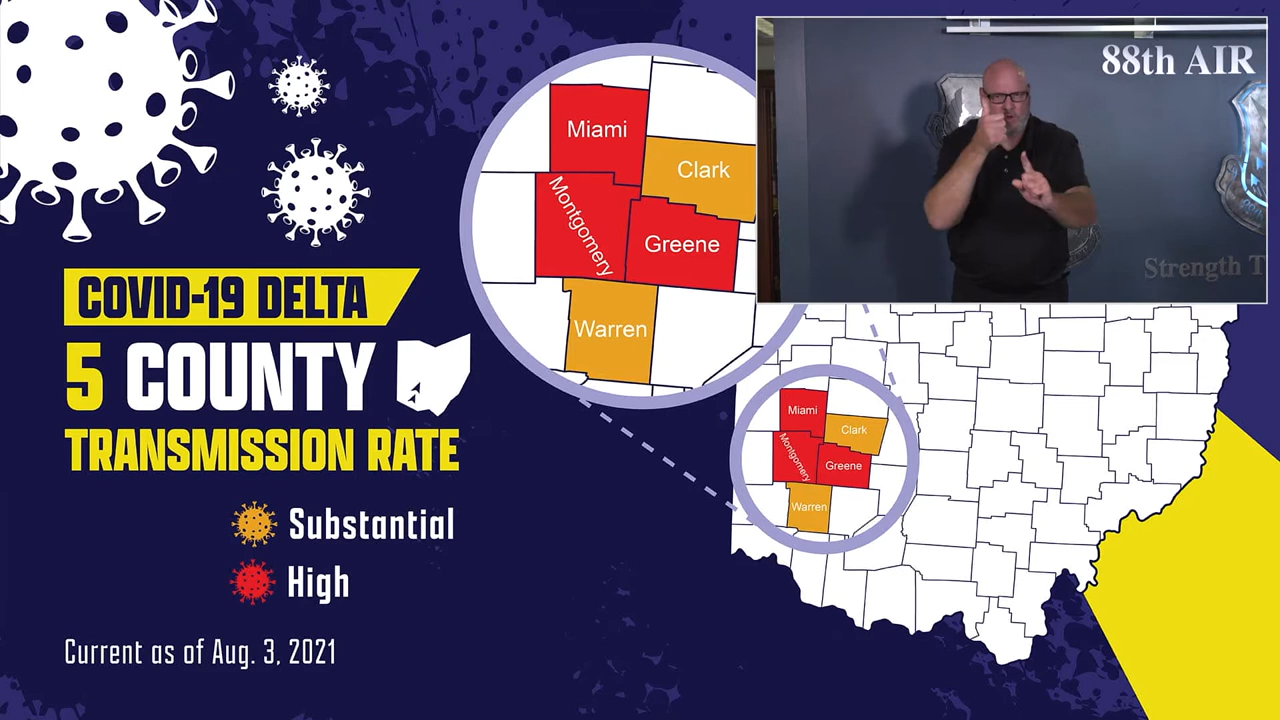 COVID-19 DELTA
5 COUNTY
TRANSMISSION RATE
Substantial
High
Current as of Aug. 3, 2021
Miami
Clark
Montgomery
Greene
Warren
88th AIR
Strength T
Miami
Clark
Montgomery
Greene
Warren